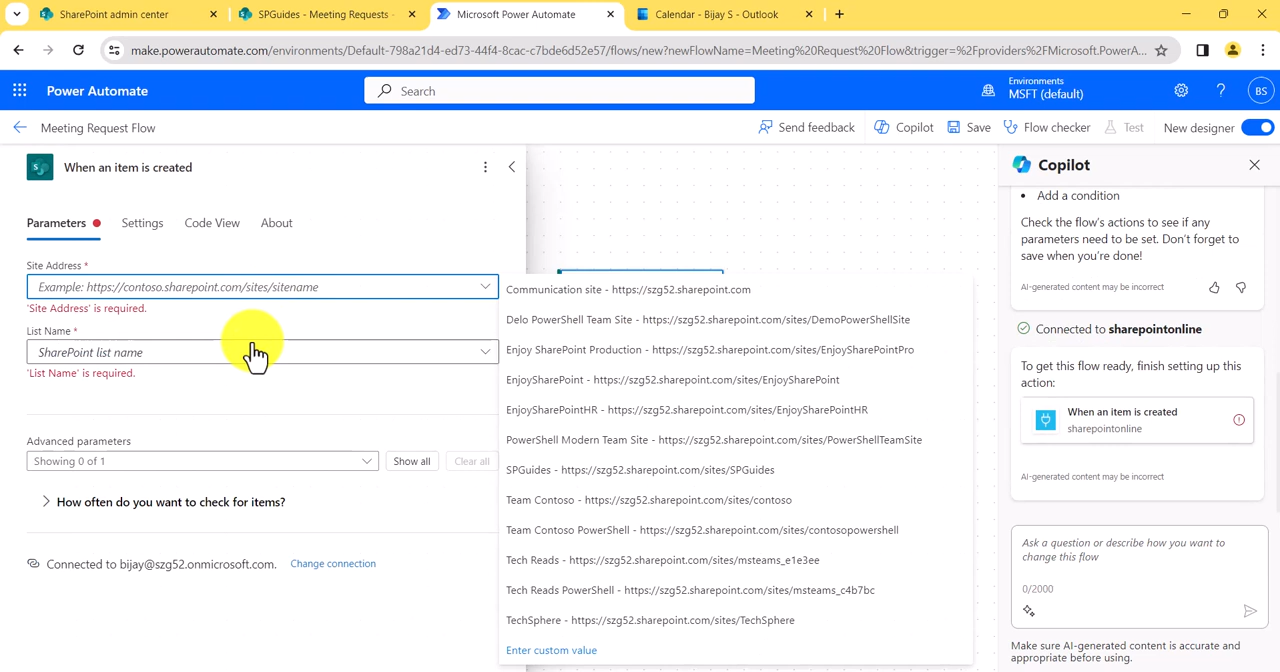 SharePoint admin center
SPGuides - Meeting Requests -
Microsoft Power Automate
Calendar - Bijay S - Outlook
make.powerautomate.com/environments/Default-798a21d4-ed73-44f4-8cac-c7bde6d52e57/flows/new?newFlowName=Meeting%20Request%20Flow&trigger=%2Fproviders%2FMicrosoft.PowerA...
Power Automate
Search
Environments
MSFT (default)
BS
Meeting Request Flow
Send feedback
Copilot
Save
Flow checker
Test
New designer
When an item is created
Parameters
Settings
Code View
About
Site Address *
Example: https://contoso.sharepoint.com/sites/sitename
'Site Address' is required.
List Name *
SharePoint list name
'List Name' is required.
Advanced parameters
Showing 0 of 1
Show all
Clear all
How often do you want to check for items?
Connected to bijay@szg52.onmicrosoft.com.
Change connection
Communication site - https://szg52.sharepoint.com
Delo PowerShell Team Site - https://szg52.sharepoint.com/sites/DemoPowerShellSite
Enjoy SharePoint Production - https://szg52.sharepoint.com/sites/EnjoySharePointPro
EnjoySharePoint - https://szg52.sharepoint.com/sites/EnjoySharePoint
EnjoySharePointHR - https://szg52.sharepoint.com/sites/EnjoySharePointHR
PowerShell Modern Team Site - https://szg52.sharepoint.com/sites/PowerShellTeamSite
SPGuides - https://szg52.sharepoint.com/sites/SPGuides
Team Contoso - https://szg52.sharepoint.com/sites/contoso
Team Contoso PowerShell - https://szg52.sharepoint.com/sites/contosopowershell
Tech Reads - https://szg52.sharepoint.com/sites/msteams_e1e3ee
Tech Reads PowerShell - https://szg52.sharepoint.com/sites/msteams_c4b7bc
TechSphere - https://szg52.sharepoint.com/sites/TechSphere
Enter custom value
Copilot
• Add a condition
Check the flow's actions to see if any
parameters need to be set. Don't forget to
save when you're done!
AI-generated content may be incorrect
Connected to sharepointonline
To get this flow ready, finish setting up this
action:
When an item is created
sharepointonline
AI-generated content may be incorrect
Ask a question or describe how you want to
change this flow
0/2000
Make sure AI-generated content is accurate and
appropriate before using.